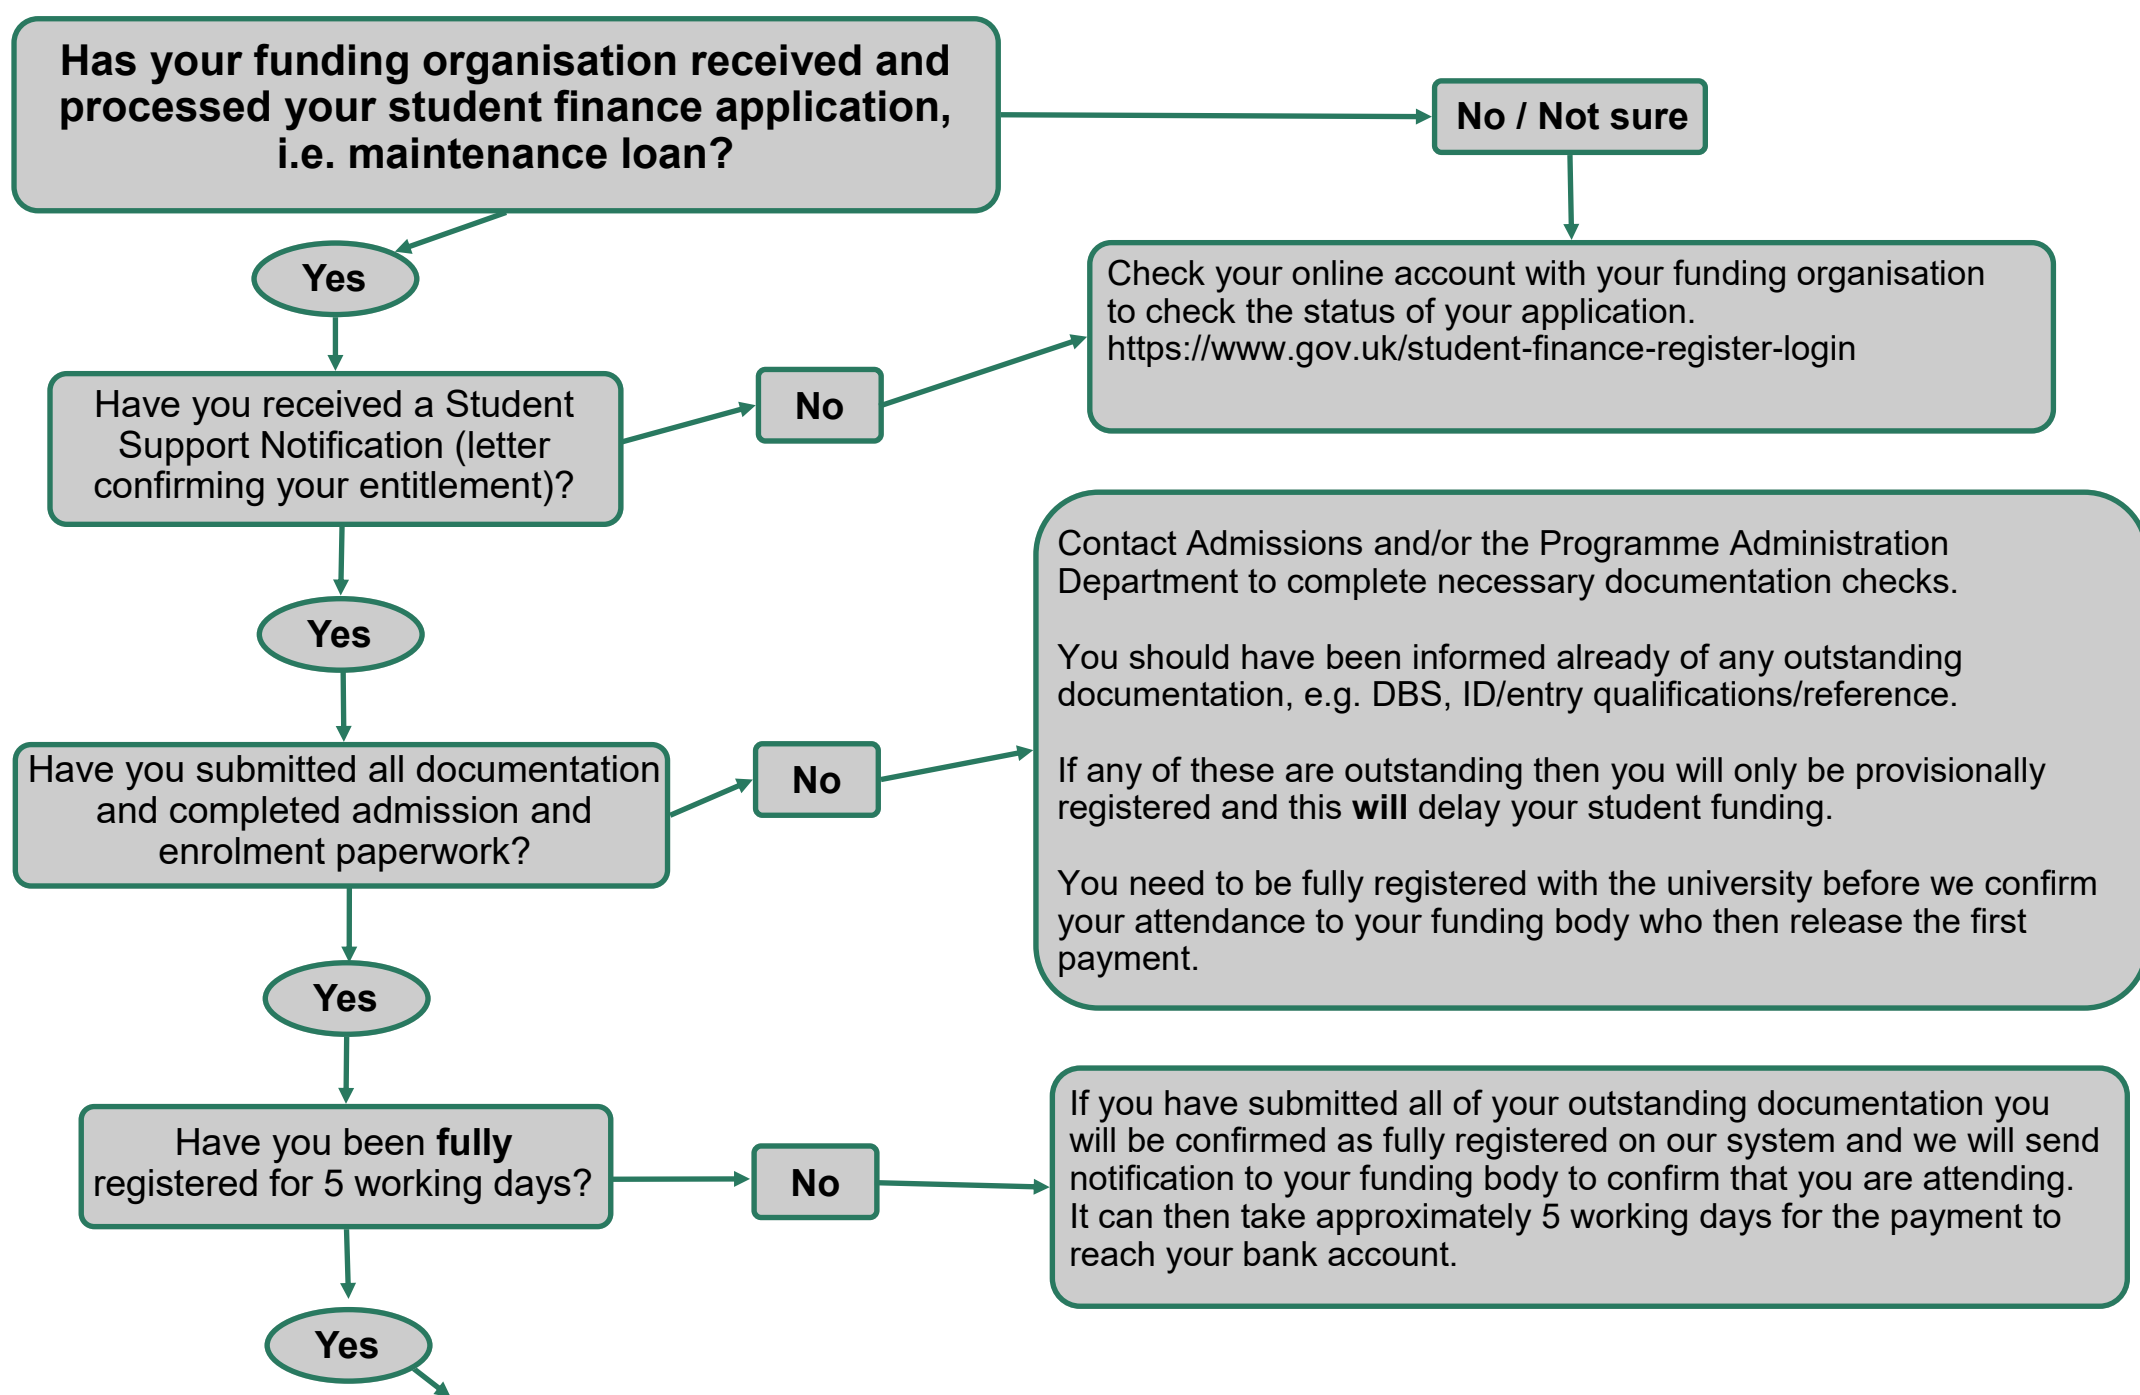 Has your funding organisation received and
processed your student finance application,
i.e. maintenance loan?
No / Not sure
Yes
Check your online account with your funding organisation
to check the status of your application.
https://www.gov.uk/student-finance-register-login
Have you received a Student
Support Notification (letter
confirming your entitlement)?
No
Yes
Contact Admissions and/or the Programme Administration
Department to complete necessary documentation checks.
You should have been informed already of any outstanding
documentation, e.g. DBS, ID/entry qualifications/reference.
If any of these are outstanding then you will only be provisionally
registered and this will delay your student funding.
You need to be fully registered with the university before we confirm
your attendance to your funding body who then release the first
payment.
Have you submitted all documentation
and completed admission and
enrolment paperwork?
No
Yes
Have you been fully
registered for 5 working days?
No
If you have submitted all of your outstanding documentation you
will be confirmed as fully registered on our system and we will send
notification to your funding body to confirm that you are attending.
It can then take approximately 5 working days for the payment to
reach your bank account.
Yes